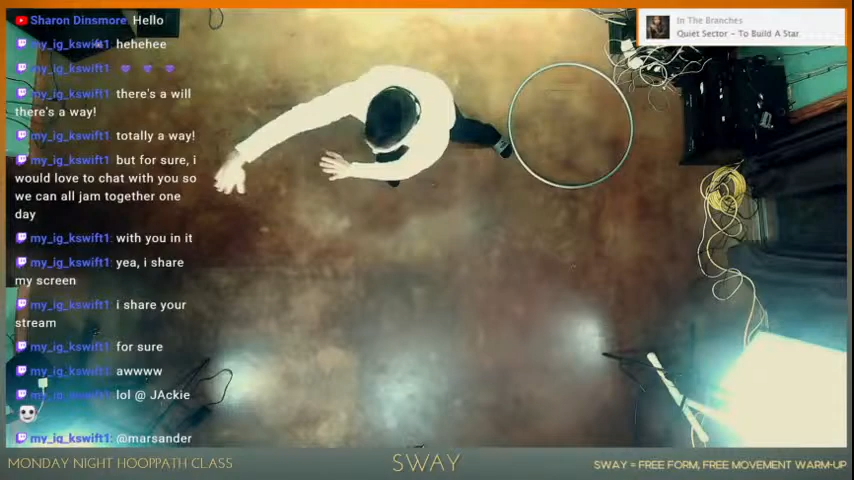 Sharon Dinsmore Hello
my_ig_kswift1 hehehee
my_ig_kswift1
my_ig_kswift1: there's a will
there's a way!
my_ig_kswift1: totally a way!
my_ig_kswift1: but for sure, i
would love to chat with you so
we can all jam together one
day
my_ig_kswift1: with you in it
my_ig_kswift1: yea, i share
my screen
my_ig_kswift1: i share your
stream
my_ig_kswift1: for sure
my_ig_kswift1: awwww
my_ig_kswift1: lol @ JAckie
my_ig_kswift1: @marsander
In The Branches
Quiet Sector - To Build A Star
MONDAY NIGHT HOOPPATH CLASS
SWAY
SWAY = FREE FORM, FREE MOVEMENT WARM-UP